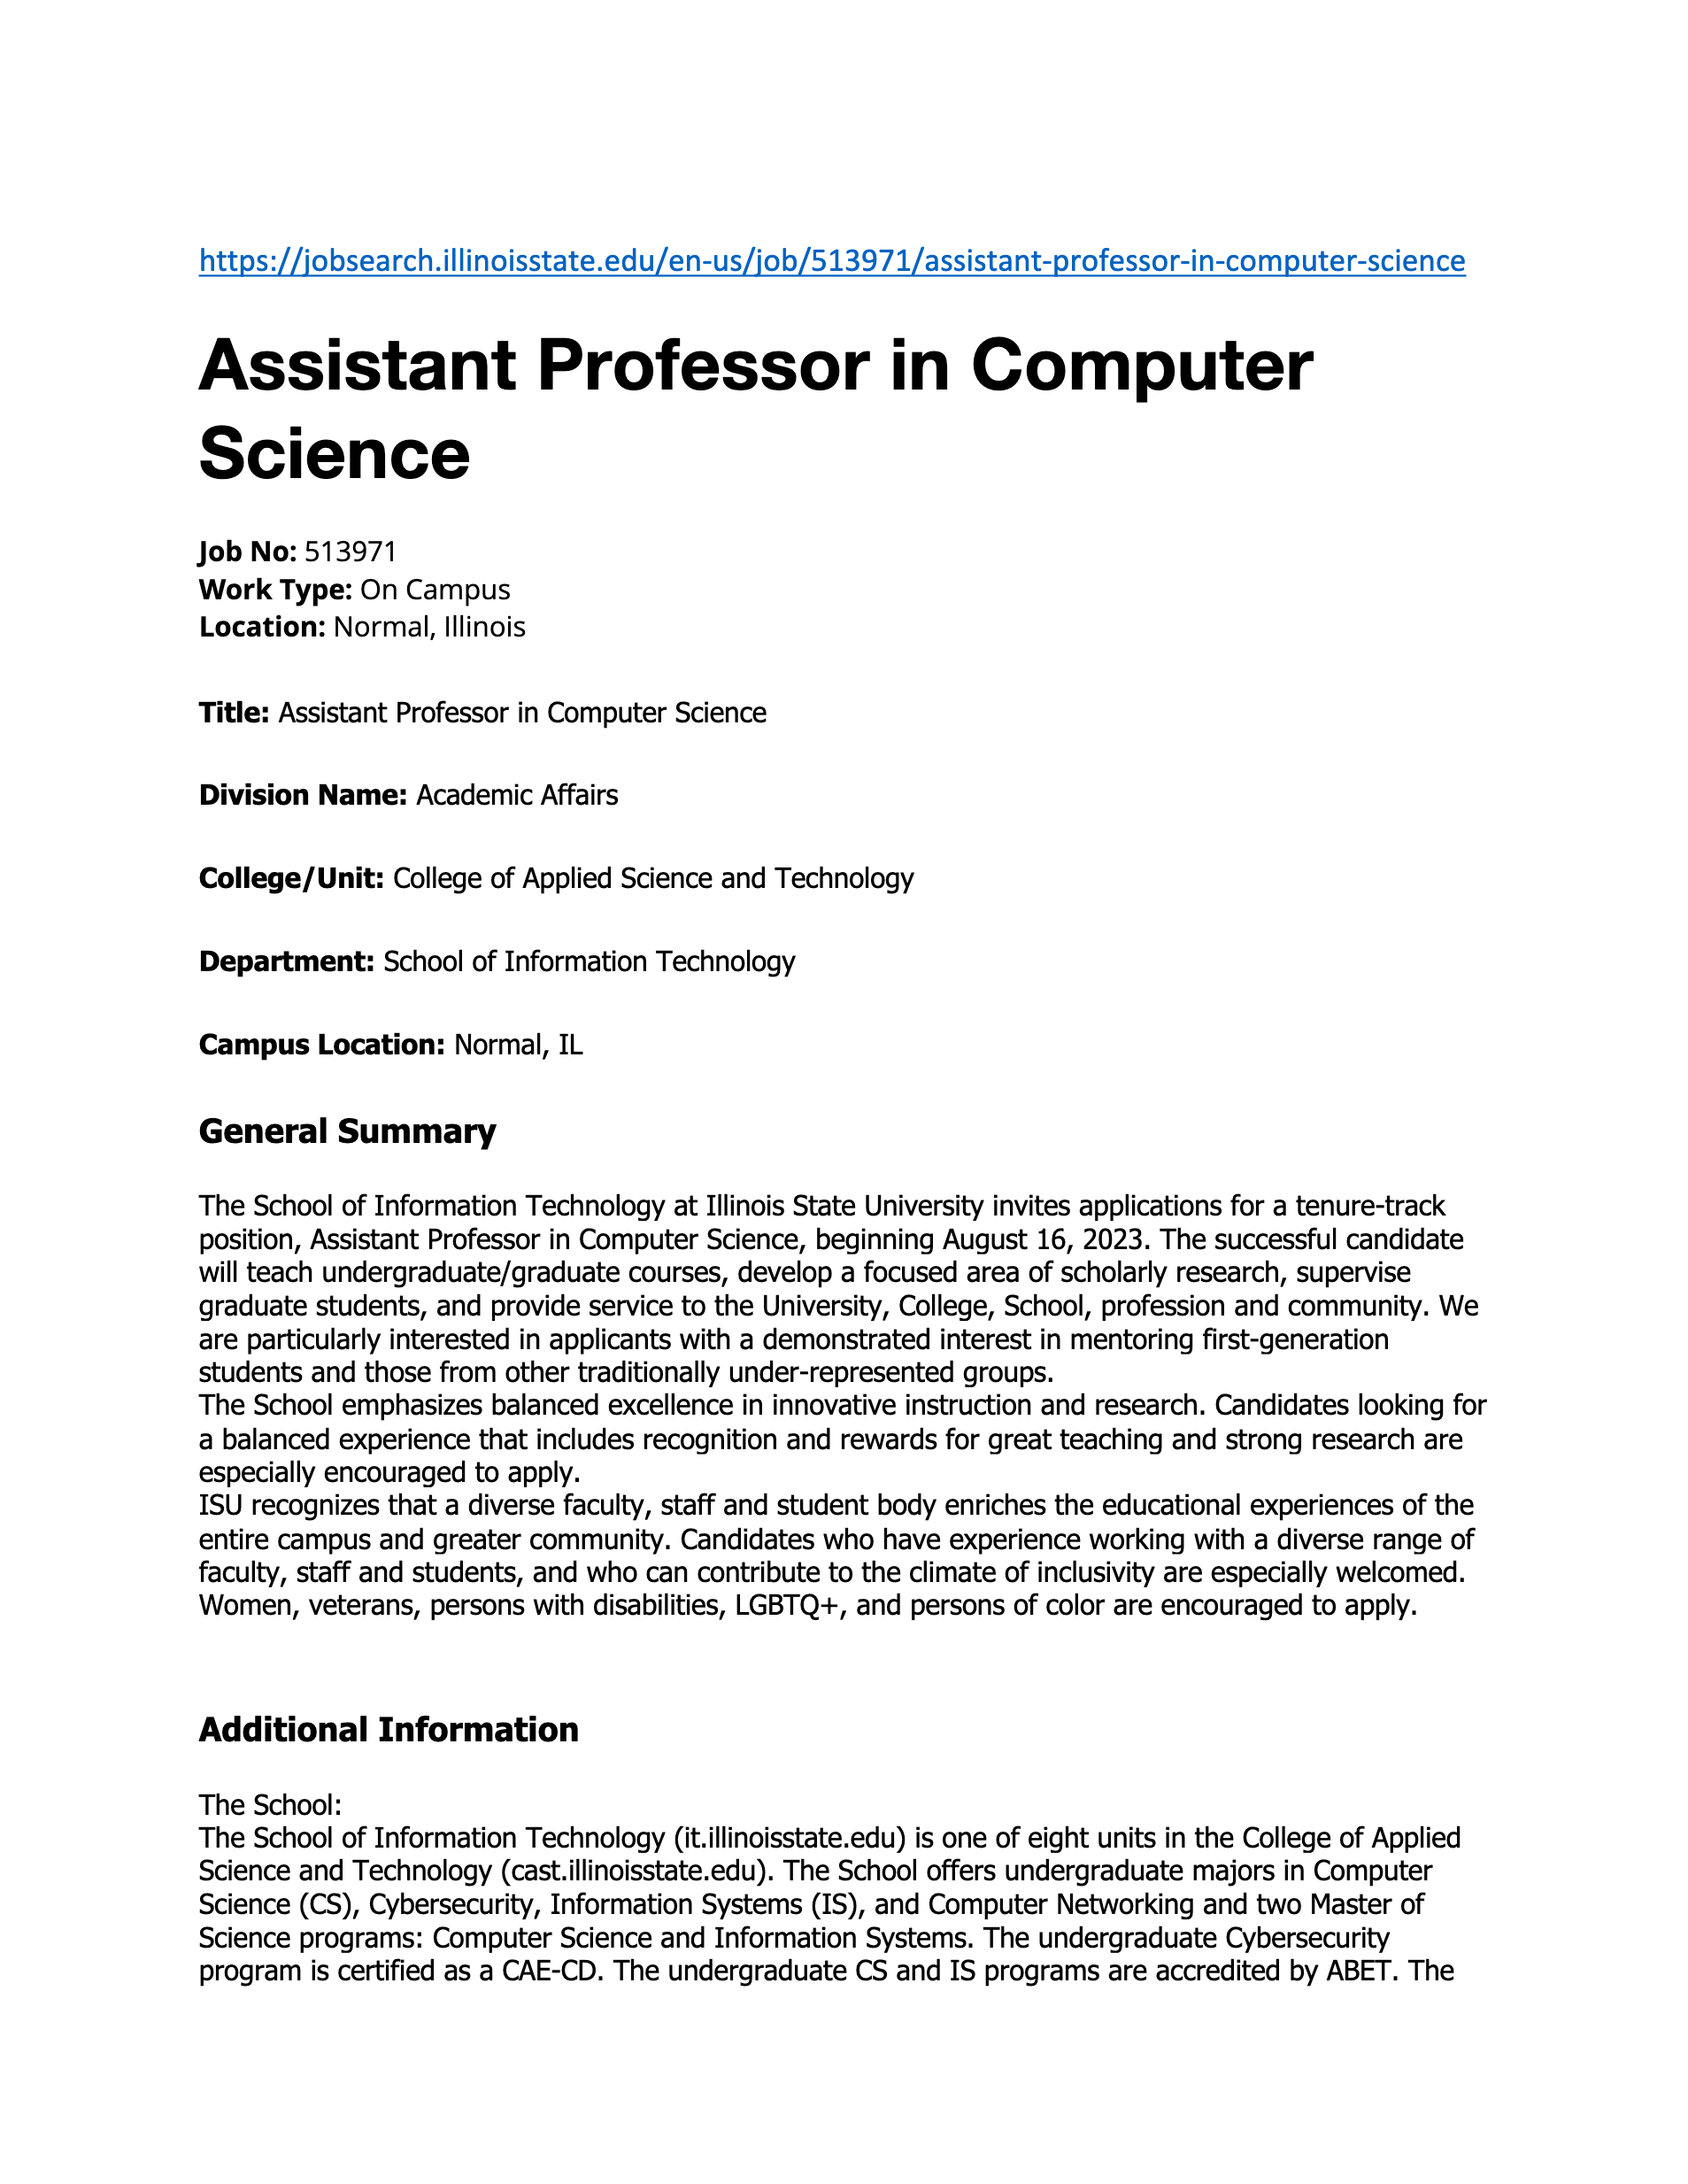 https://jobsearch.illinoisstate.edu/en-us/job/513971/assistant-professor-in-computer-science
Assistant Professor in Computer
Science
Job No: 513971
Work Type: On Campus
Location: Normal, Illinois
Title: Assistant Professor in Computer Science
Division Name: Academic Affairs
College/Unit: College of Applied Science and Technology
Department: School of Information Technology
Campus Location: Normal, IL
General Summary
The School of Information Technology at Illinois State University invites applications for a tenure-track
position, Assistant Professor in Computer Science, beginning August 16, 2023. The successful candidate
will teach undergraduate/graduate courses, develop a focused area of scholarly research, supervise
graduate students, and provide service to the University, College, School, profession and community. We
are particularly interested in applicants with a demonstrated interest in mentoring first-generation
students and those from other traditionally under-represented groups.
The School emphasizes balanced excellence in innovative instruction and research. Candidates looking for
a balanced experience that includes recognition and rewards for great teaching and strong research are
especially encouraged to apply.
ISU recognizes that a diverse faculty, staff and student body enriches the educational experiences of the
entire campus and greater community. Candidates who have experience working with a diverse range of
faculty, staff and students, and who can contribute to the climate of inclusivity are especially welcomed.
Women, veterans, persons with disabilities, LGBTQ+, and persons of color are encouraged to apply.
Additional Information
The School:
The School of Information Technology (it.illinoisstate.edu) is one of eight units in the College of Applied
Science and Technology (cast.illinoisstate.edu). The School offers undergraduate majors in Computer
Science (CS), Cybersecurity, Information Systems (IS), and Computer Networking and two Master of
Science programs: Computer Science and Information Systems. The undergraduate Cybersecurity
program is certified as a CAE-CD. The undergraduate CS and IS programs are accredited by ABET. The